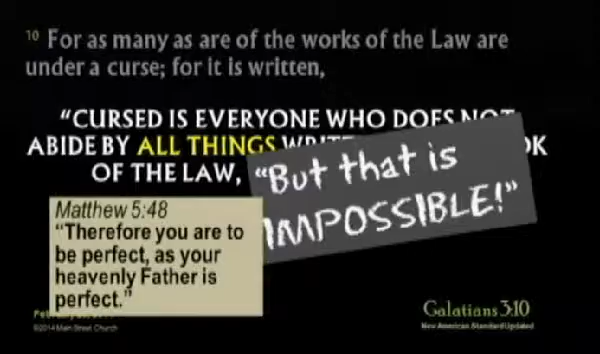 10 For as many as are of the works of the Law are
under a curse; for it is written,
"CURSED IS EVERYONE WHO DOES NOT
ABIDE BY ALL THINGS
OF THE LAW,
"But that is
IMPOSSIBLE!"
Matthew 5:48
"Therefore you are to
be perfect, as your
heavenly Father is
perfect."
Galatians 3:10
New American Standard Updated
©2014 Main Street Church